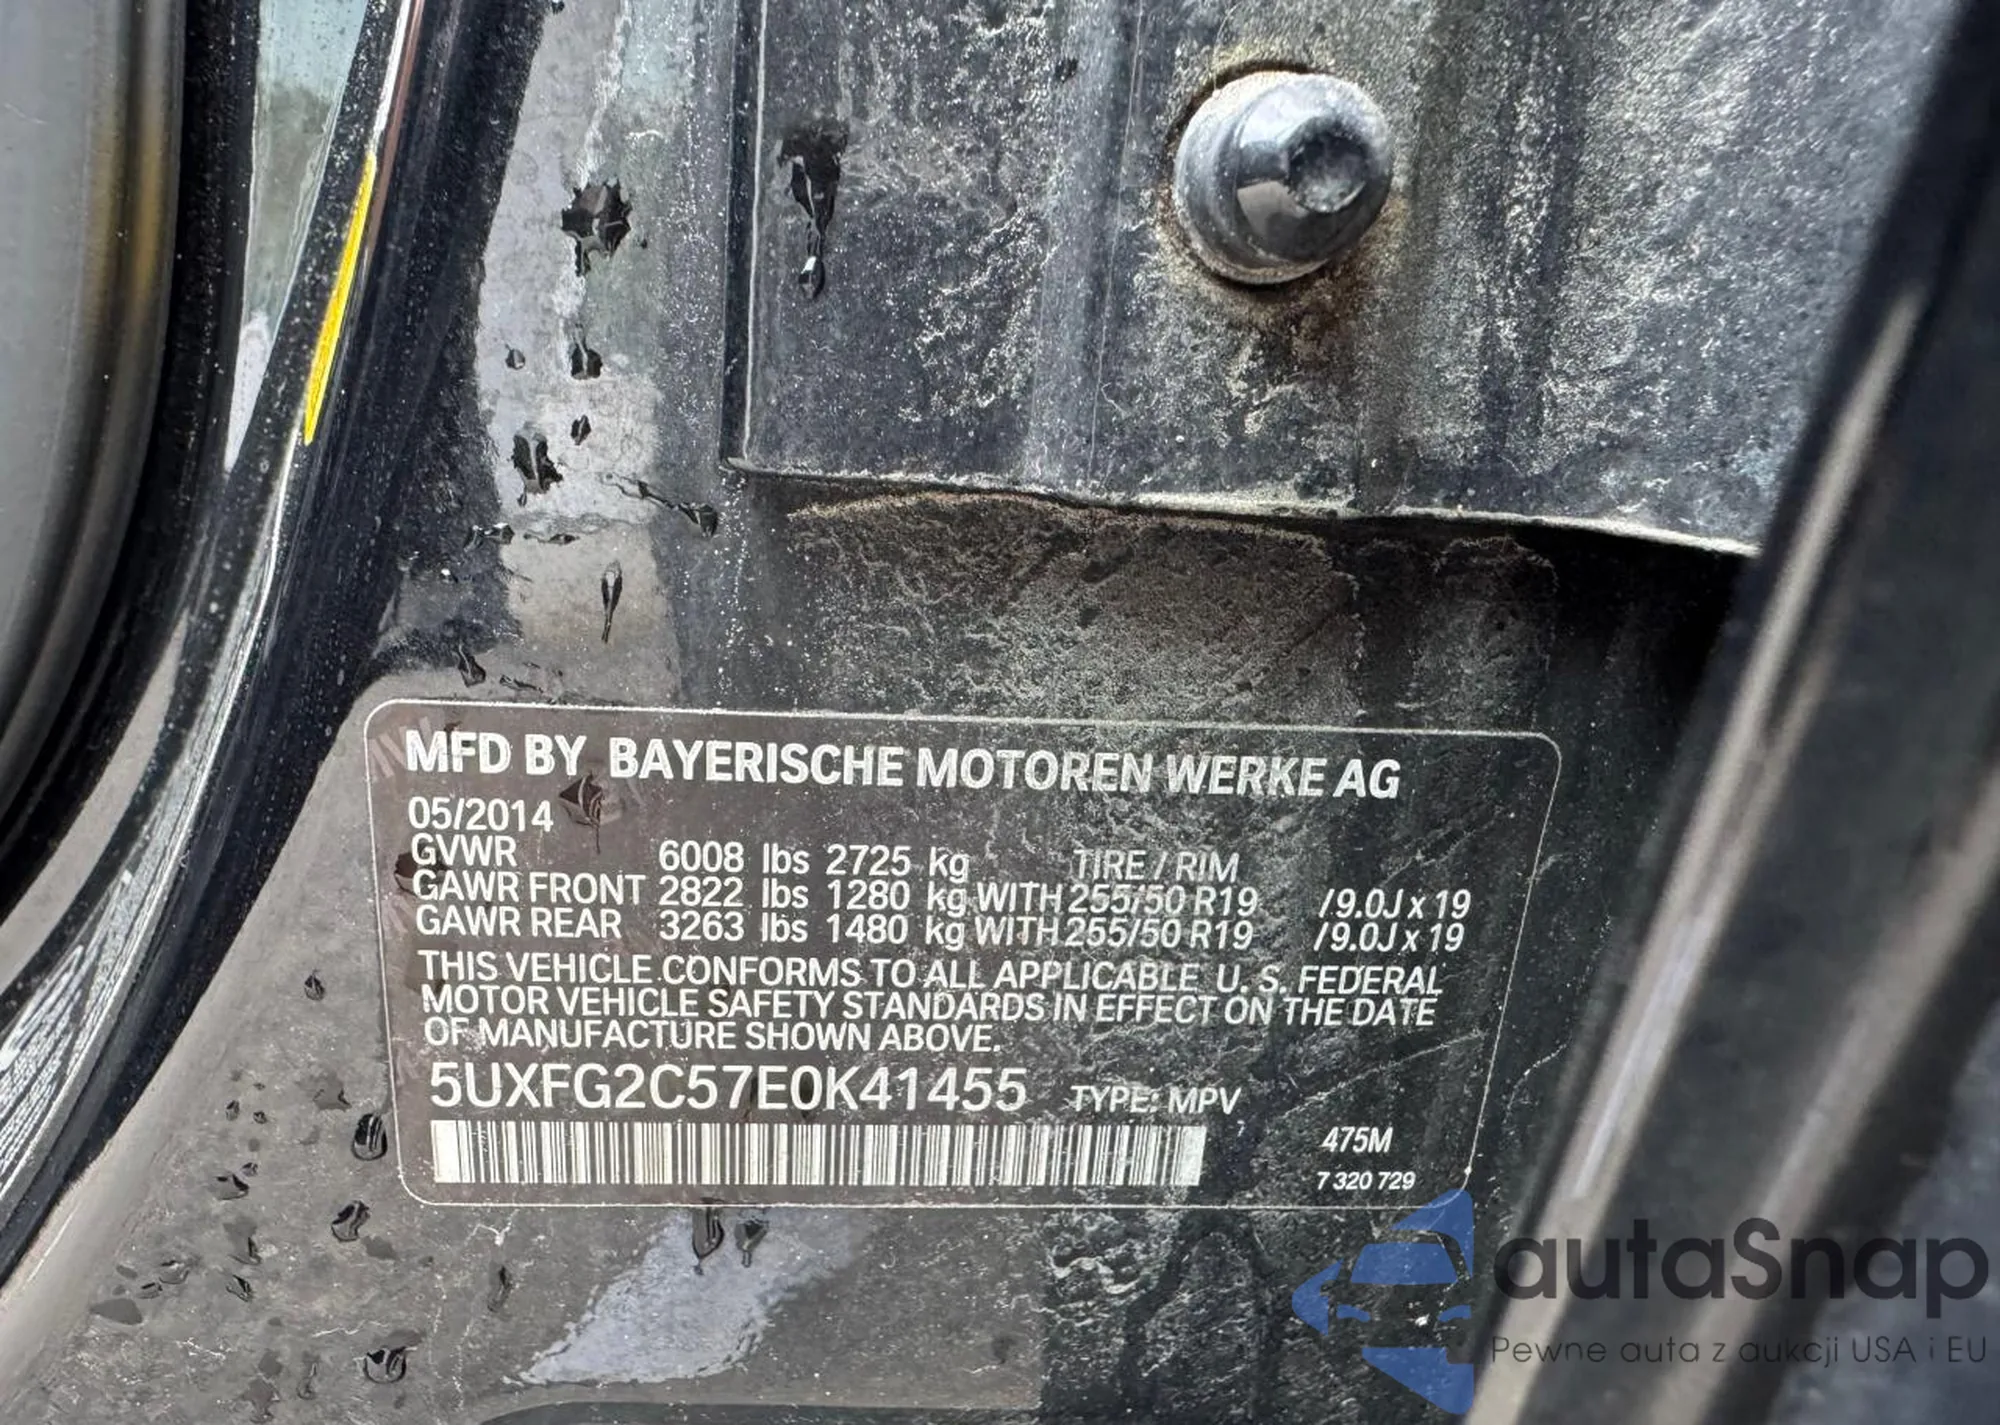 MFD BY BAYERISCHE MOTOREN WERKE AG
05/2014
GVWR 6008 lbs 2725 kg TIRE / RIM
GAWR FRONT 2822 lbs 1280 kg WITH 255/50 R19 /9.0J x 19
GAWR REAR 3263 lbs 1480 kg WITH 255/50 R19 /9.0J x 19
THIS VEHICLE CONFORMS TO ALL APPLICABLE U. S. FEDERAL
MOTOR VEHICLE SAFETY STANDARDS IN EFFECT ON THE DATE
OF MANUFACTURE SHOWN ABOVE.
5UXFG2C57E0K41455 TYPE: MPV
475M
7 320 729
autaSnap
Pewne auta z aukcji USA i EU